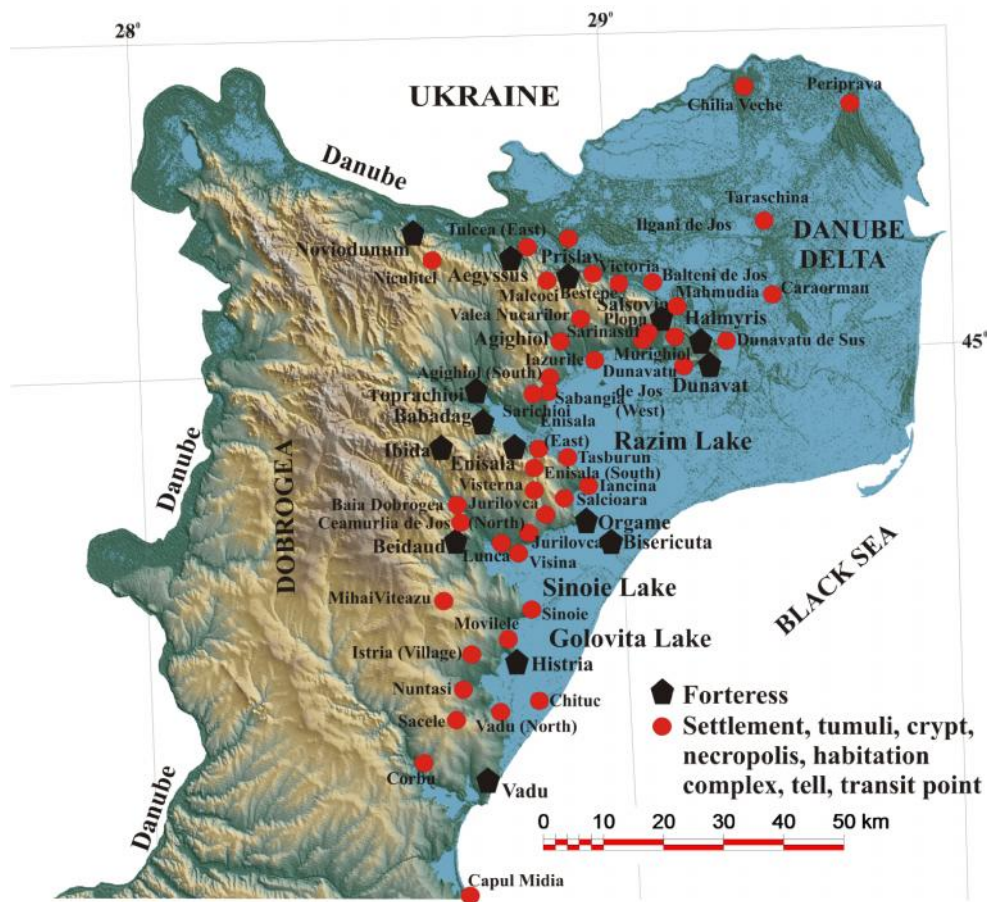 28°
29°
UKRAINE
Periprava
Chilia Veche
Danube
Taraschina
Ilgani de Jos
Tulcea (East)
DANUBE
DELTA
Noviodunum
Prislav
Niculitel
Aegyssus
Victoria
Balteni de Jos
Malcoci
Bestepe
Mahmudia
Caraorman
Salsovia
Valea Nucarilor
Plopu
Halmyris
Sarinasuf
Agighiol
Dunavatu de Sus
45°
Murighiol
Iazurile
Dunavatu
de Jos
(West)
Dunavat
Agighiol (South)
Toprachioi
Sabangia
Sarichioi
Babadag
Enisala
(East)
Razim Lake
Danube
DOBROGEA
Ibida
Enisala
Tasburun
Enisala (South)
Visterna
Iancina
Baia Dobrogea
Jurilovca
(North)
Salcioara
Ceamurlia de Jos
Orgame
Beidaud
Jurilovca
Bisericuta
Lunca
Visina
BLACK SEA
Sinoie Lake
MihaiViteazu
Sinoie
Movilele
Golovita Lake
Istria (Village)
Histria
Nuntasi
Chituc
Sacele
Vadu (North)
Forteress
Settlement, tumuli, crypt,
necropolis, habitation
complex, tell, transit point
Corbu
Vadu
Danube
0 10 20 30 40 50 km
Capul Midia